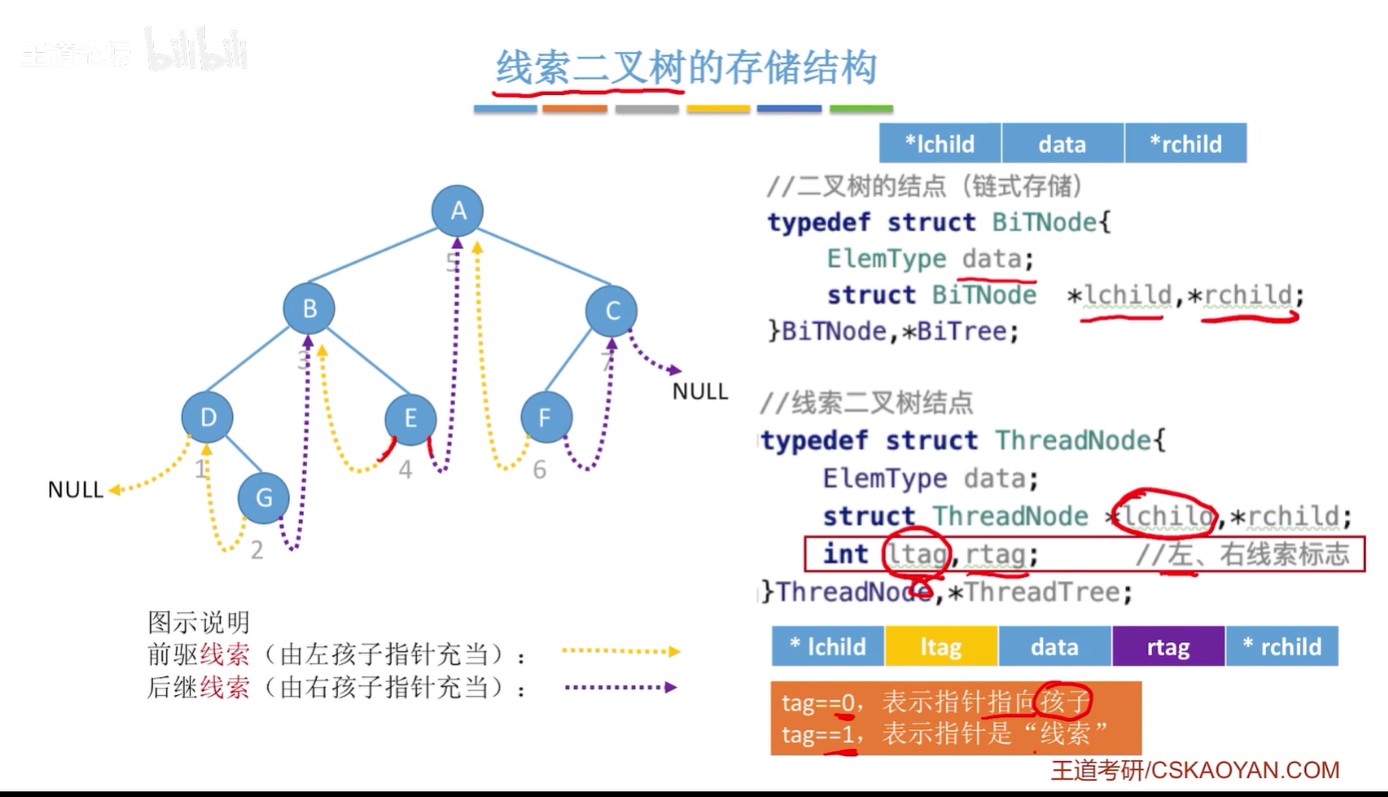 bilibili
线索二叉树的存储结构
*lchild data *rchild
//二叉树的结点（链式存储）
typedef struct BiTNode{
ElemType data;
struct BiTNode *lchild,*rchild;
}BiTNode,*BiTree;
A
5
B
3
C
7
NULL
D
1
E
4
F
6
NULL
G
2
//线索二叉树结点
typedef struct ThreadNode{
ElemType data;
struct ThreadNode *lchild,*rchild;
int ltag,rtag; //左、右线索标志
}ThreadNode,*ThreadTree;
图示说明
前驱线索（由左孩子指针充当）：
后继线索（由右孩子指针充当）：
* lchild ltag data rtag * rchild
tag==0，表示指针指向孩子
tag==1，表示指针是“线索”
王道考研/CSKAOYAN.COM